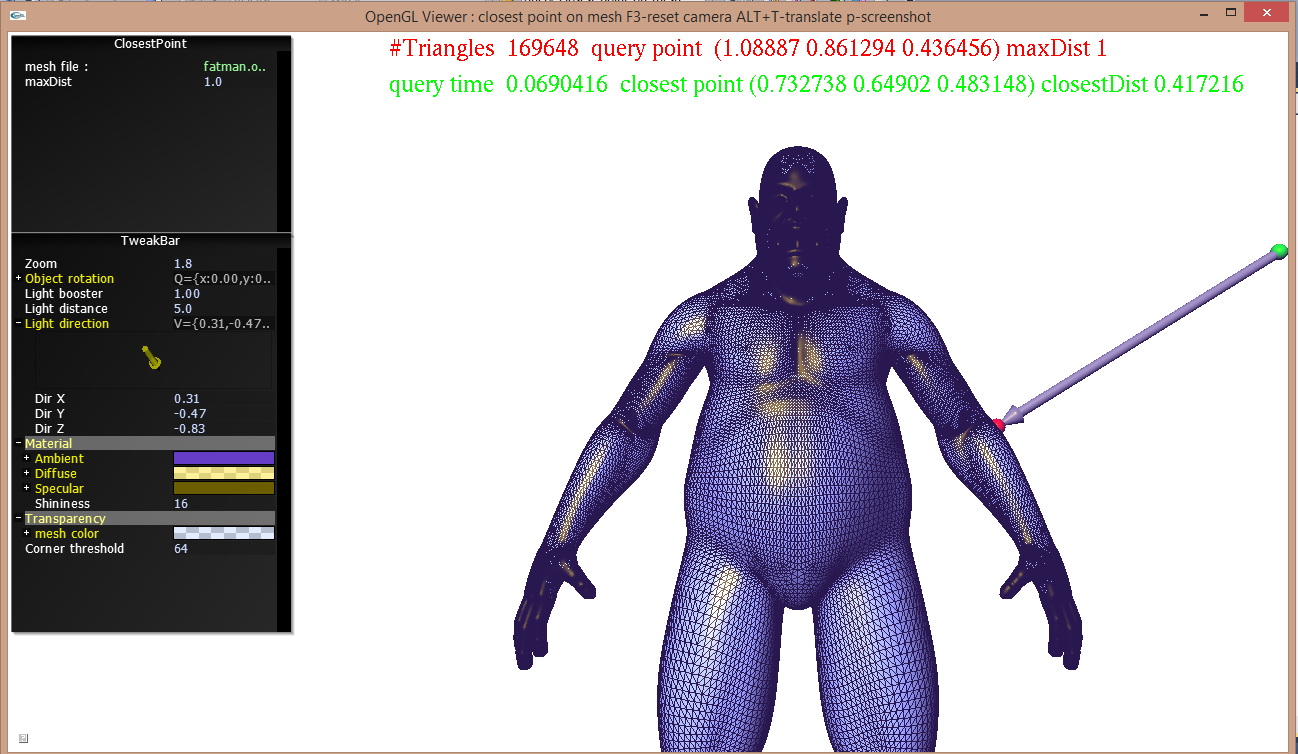 OpenGL Viewer : closest point on mesh F3-reset camera ALT+T-translate p-screenshot
ClosestPoint
mesh file : fatman.o..
maxDist 1.0
#Triangles 169648 query point (1.08887 0.861294 0.436456) maxDist 1
query time 0.0690416 closest point (0.732738 0.64902 0.483148) closestDist 0.417216
TweakBar
Zoom 1.8
+ Object rotation Q={x:0.00,y:0..
Light booster 1.00
Light distance 5.0
- Light direction V={0.31,-0.47..
Dir X 0.31
Dir Y -0.47
Dir Z -0.83
- Material
+ Ambient
+ Diffuse
+ Specular
Shininess 16
- Transparency
+ mesh color
Corner threshold 64